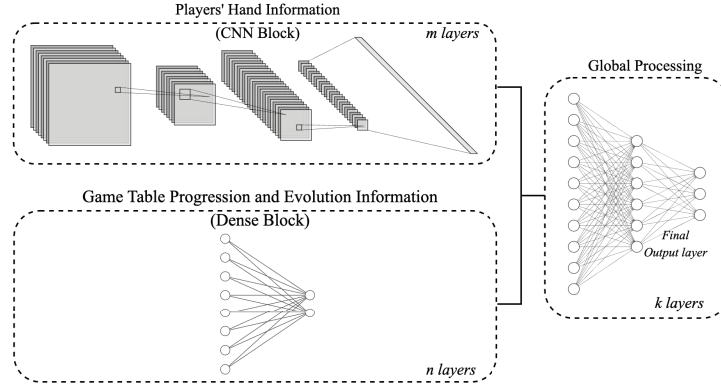 Players' Hand Information
(CNN Block)
m layers
Global Processing
Final
Output layer
k layers
Game Table Progression and Evolution Information
(Dense Block)
n layers